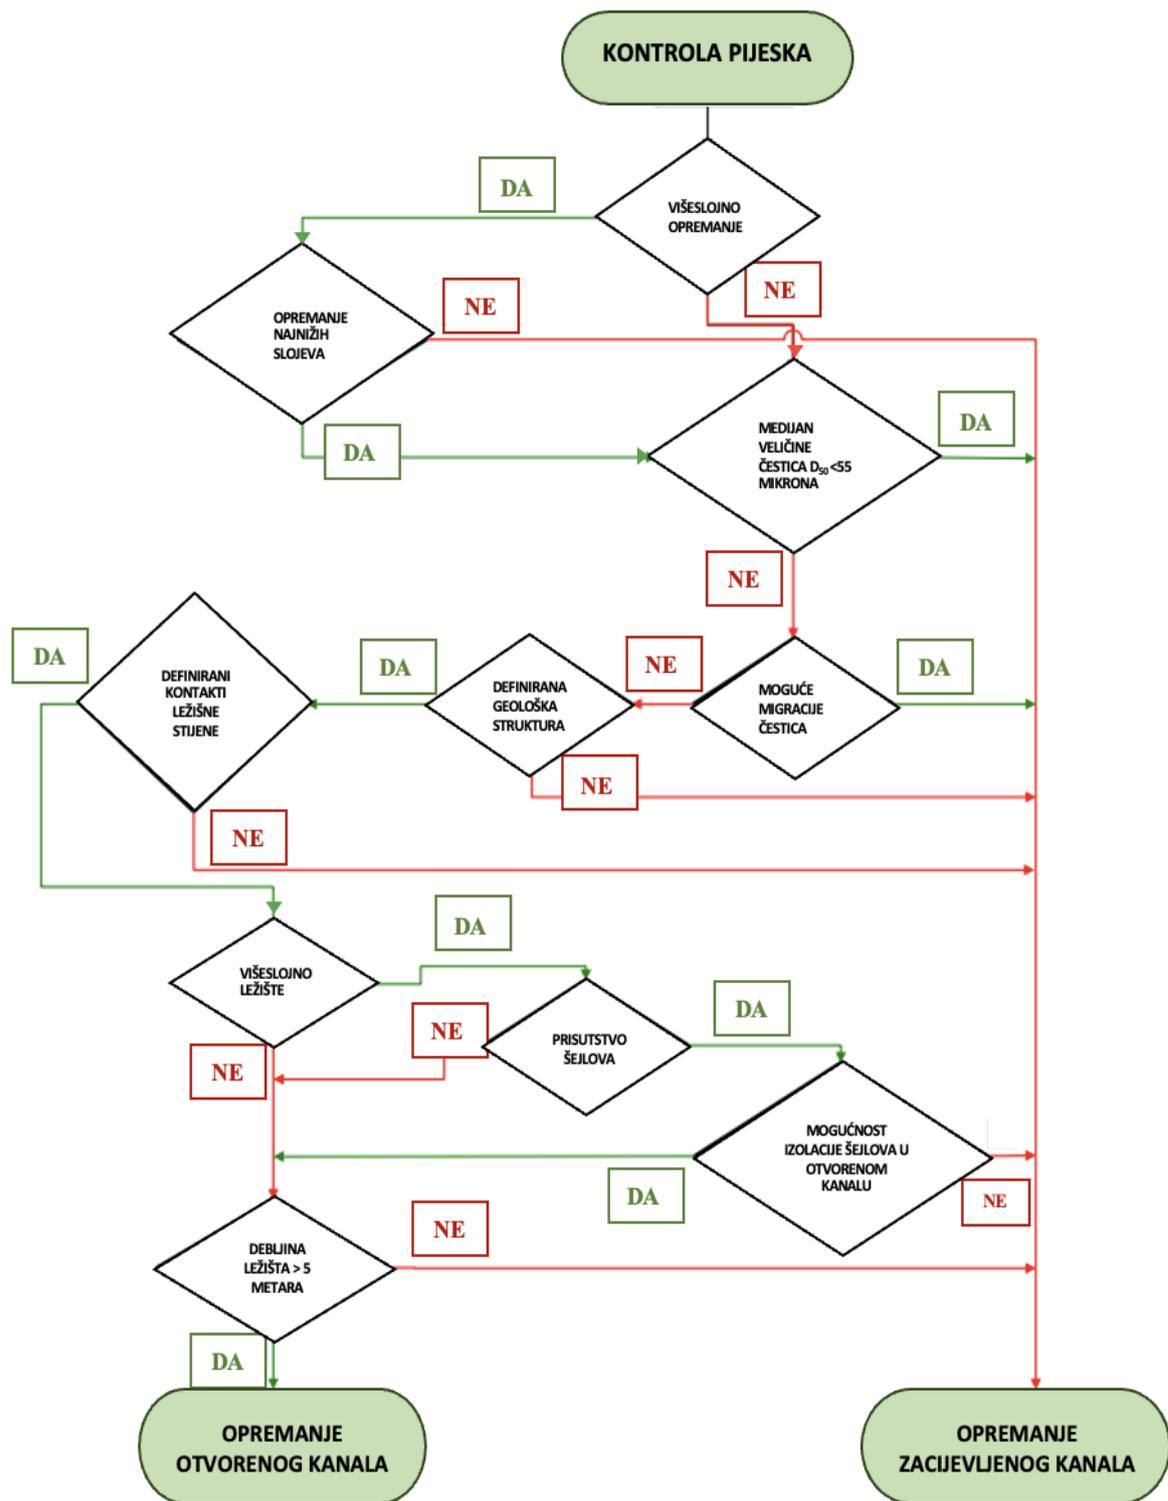 KONTROLA PIJESKA
DA
VIŠESLOJNO
OPREMANJE
NE
OPREMANJE
NAJNIŽIH
SLOJEVA
NE
DA
MEDIJAN
VELIČINE
ČESTICA D₅₀ <55
MIKRONA
DA
NE
DA
DEFINIRANI
KONTAKTI
LEŽIŠNE
STIJENE
DA
DEFINIRANA
GEOLOŠKA
STRUKTURA
NE
MOGUĆE
MIGRACIJE
ČESTICA
DA
NE
NE
VIŠESLOJNO
LEŽIŠTE
DA
NE
NE
PRISUTSTVO
ŠEJLOVA
DA
MOGUĆNOST
IZOLACIJE ŠEJLOVA U
OTVORENOM
KANALU
DA
NE
DEBLJINA
LEŽIŠTA > 5
METARA
NE
DA
OPREMANJE
OTVORENOG KANALA
OPREMANJE
ZACIJEVLJENOG KANALA